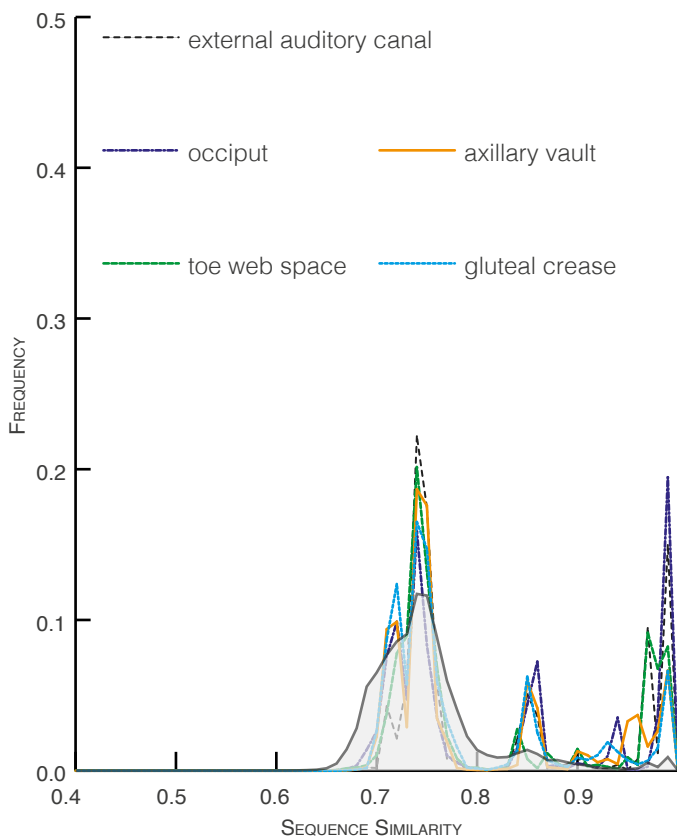 0.5
external auditory canal
0.4
occiput
axillary vault
toe web space
gluteal crease
0.3
Frequency
0.2
0.1
0.0
0.4 0.5 0.6 0.7 0.8 0.9
Sequence Similarity